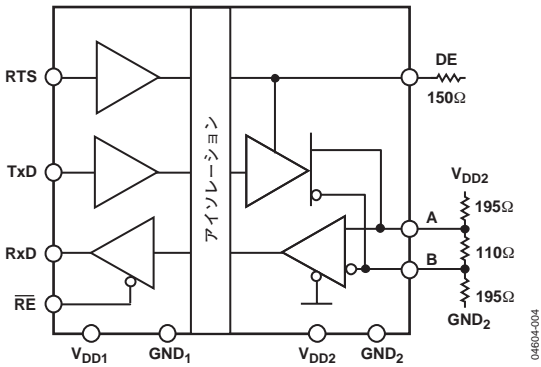 RTS
DE
150Ω
TxD
アイソレーション
VDD2
195Ω
A
RxD
110Ω
B
RE
195Ω
GND2
VDD1
GND1
VDD2
GND2
04604-004